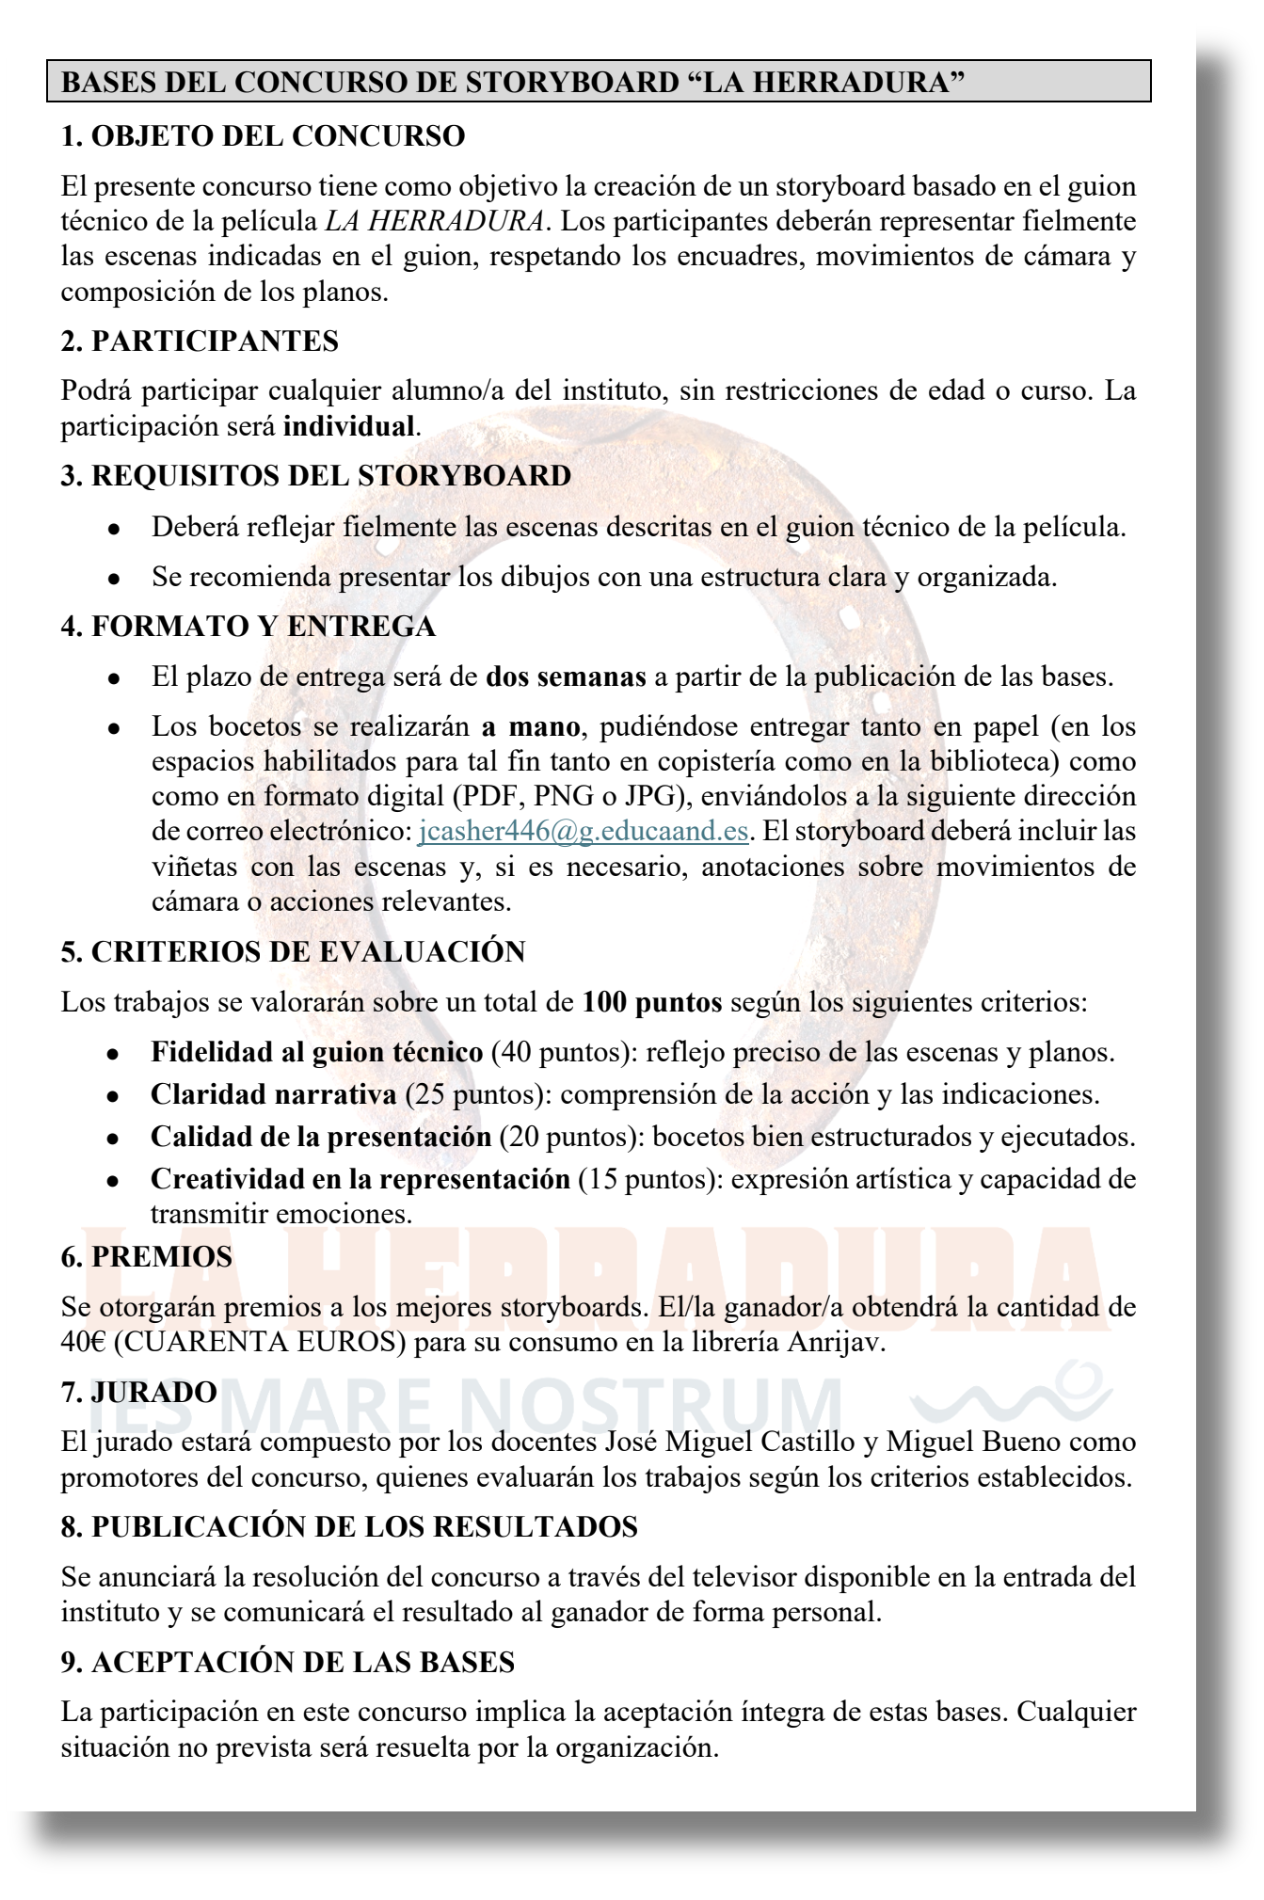 BASES DEL CONCURSO DE STORYBOARD “LA HERRADURA”
1. OBJETO DEL CONCURSO
El presente concurso tiene como objetivo la creación de un storyboard basado en el guion
técnico de la película LA HERRADURA. Los participantes deberán representar fielmente
las escenas indicadas en el guion, respetando los encuadres, movimientos de cámara y
composición de los planos.
2. PARTICIPANTES
Podrá participar cualquier alumno/a del instituto, sin restricciones de edad o curso. La
participación será individual.
3. REQUISITOS DEL STORYBOARD
● Deberá reflejar fielmente las escenas descritas en el guion técnico de la película.
● Se recomienda presentar los dibujos con una estructura clara y organizada.
4. FORMATO Y ENTREGA
● El plazo de entrega será de dos semanas a partir de la publicación de las bases.
● Los bocetos se realizarán a mano, pudiéndose entregar tanto en papel (en los
espacios habilitados para tal fin tanto en copistería como en la biblioteca) como
como en formato digital (PDF, PNG o JPG), enviándolos a la siguiente dirección
de correo electrónico: jcasher446@g.educaand.es. El storyboard deberá incluir las
viñetas con las escenas y, si es necesario, anotaciones sobre movimientos de
cámara o acciones relevantes.
5. CRITERIOS DE EVALUACIÓN
Los trabajos se valorarán sobre un total de 100 puntos según los siguientes criterios:
● Fidelidad al guion técnico (40 puntos): reflejo preciso de las escenas y planos.
● Claridad narrativa (25 puntos): comprensión de la acción y las indicaciones.
● Calidad de la presentación (20 puntos): bocetos bien estructurados y ejecutados.
● Creatividad en la representación (15 puntos): expresión artística y capacidad de
transmitir emociones.
LA HERRADURA
6. PREMIOS
Se otorgarán premios a los mejores storyboards. El/la ganador/a obtendrá la cantidad de
40€ (CUARENTA EUROS) para su consumo en la librería Anrijav.
IES MARE NOSTRUM
7. JURADO
El jurado estará compuesto por los docentes José Miguel Castillo y Miguel Bueno como
promotores del concurso, quienes evaluarán los trabajos según los criterios establecidos.
8. PUBLICACIÓN DE LOS RESULTADOS
Se anunciará la resolución del concurso a través del televisor disponible en la entrada del
instituto y se comunicará el resultado al ganador de forma personal.
9. ACEPTACIÓN DE LAS BASES
La participación en este concurso implica la aceptación íntegra de estas bases. Cualquier
situación no prevista será resuelta por la organización.